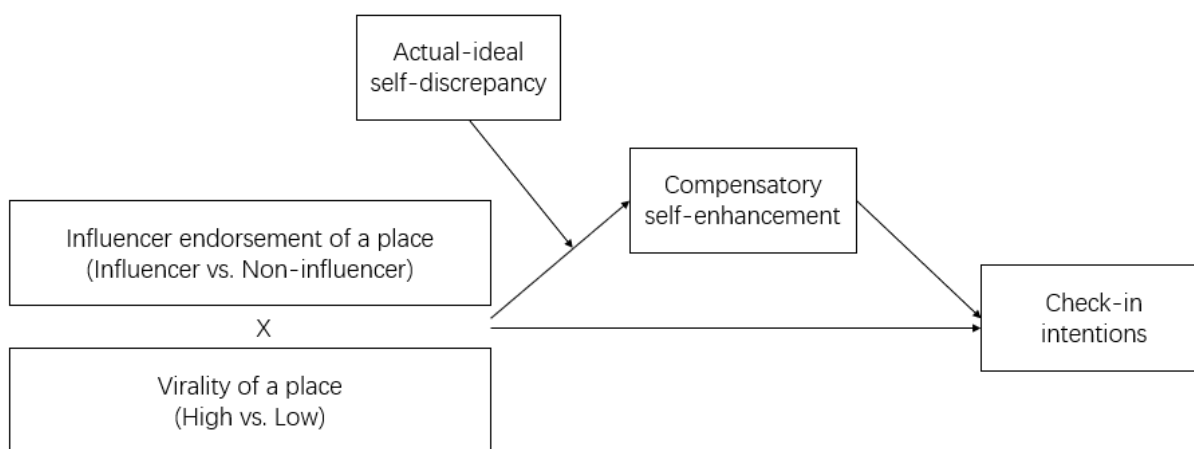 Actual-ideal
self-discrepancy
Compensatory
self-enhancement
Influencer endorsement of a place
(Influencer vs. Non-influencer)
X
Virality of a place
(High vs. Low)
Check-in
intentions